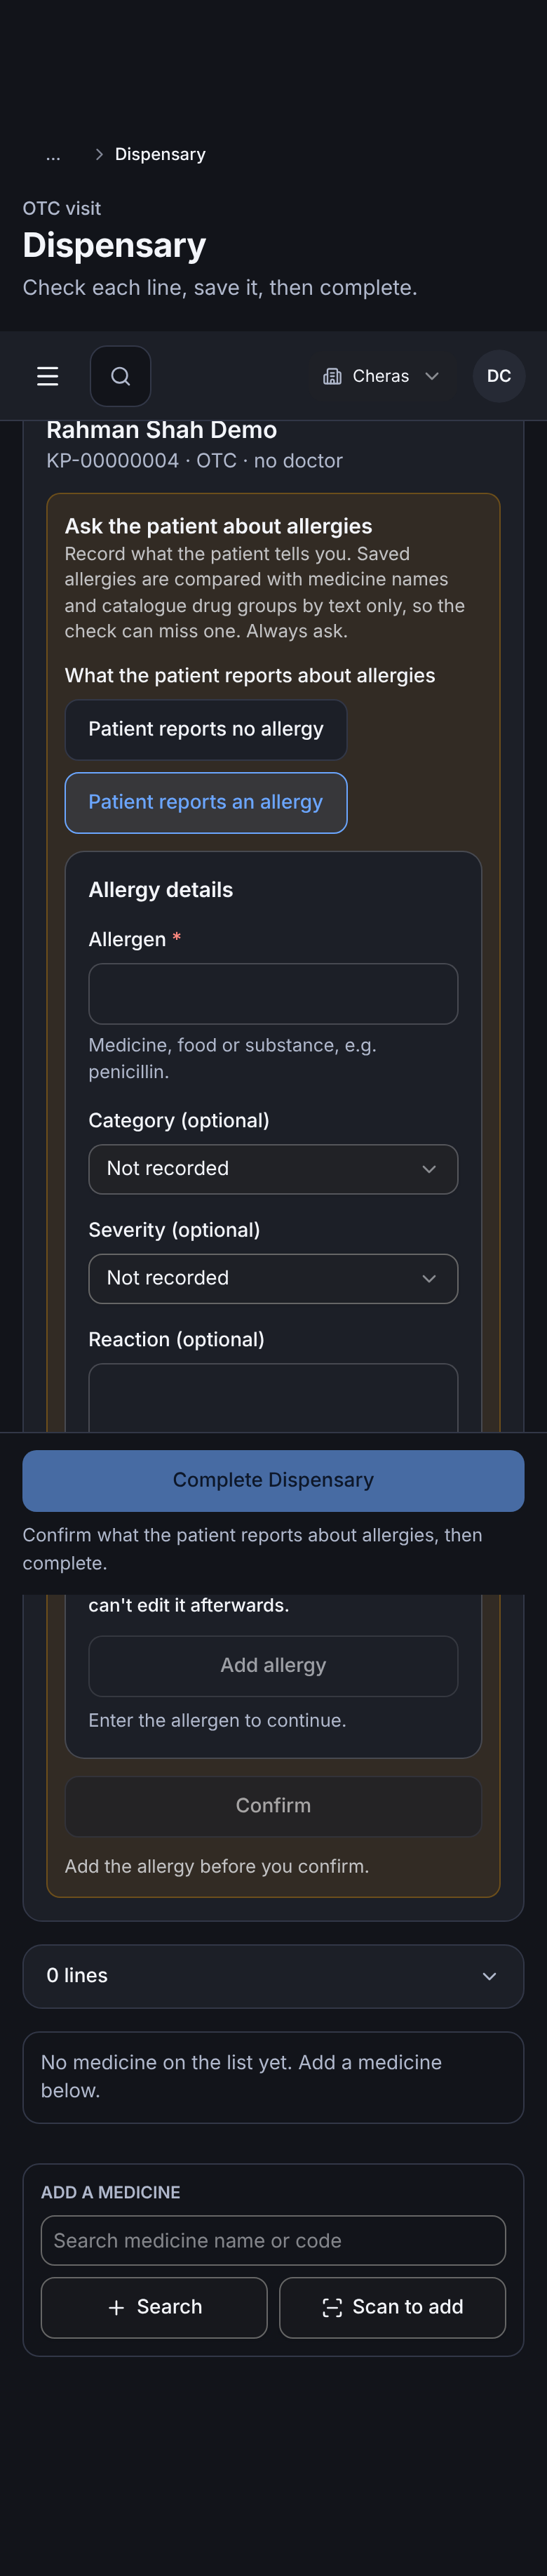 ... > Dispensary
OTC visit
Dispensary
Check each line, save it, then complete.
Cheras
DC
Rahman Shah Demo
KP-00000004 · OTC · no doctor
Ask the patient about allergies
Record what the patient tells you. Saved
allergies are compared with medicine names
and catalogue drug groups by text only, so the
check can miss one. Always ask.
What the patient reports about allergies
Patient reports no allergy
Patient reports an allergy
Allergy details
Allergen *
Medicine, food or substance, e.g.
penicillin.
Category (optional)
Not recorded
Severity (optional)
Not recorded
Reaction (optional)
Complete Dispensary
Confirm what the patient reports about allergies, then
complete.
can't edit it afterwards.
Add allergy
Enter the allergen to continue.
Confirm
Add the allergy before you confirm.
0 lines
No medicine on the list yet. Add a medicine
below.
ADD A MEDICINE
Search medicine name or code
Search
Scan to add